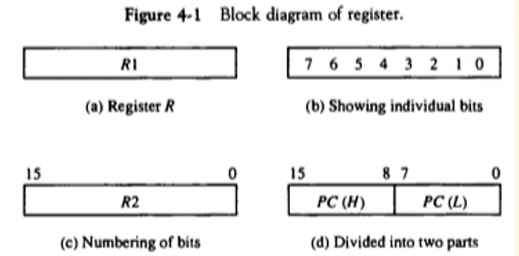 Figure 4-1 Block diagram of register.
R1
7 6 5 4 3 2 1 0
(a) Register R
(b) Showing individual bits
15 0
15 8 7 0
R2
PC (H) PC (L)
(c) Numbering of bits
(d) Divided into two parts